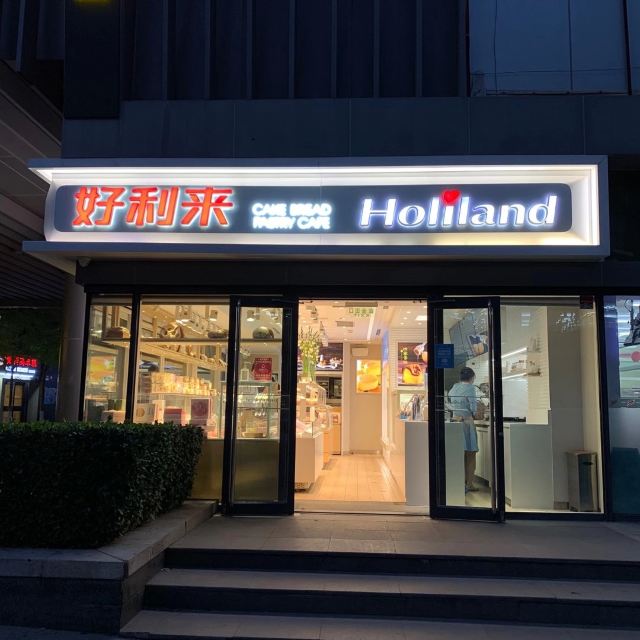 好利来
CAKE BREAD
PASTRY CAFE
Holiland